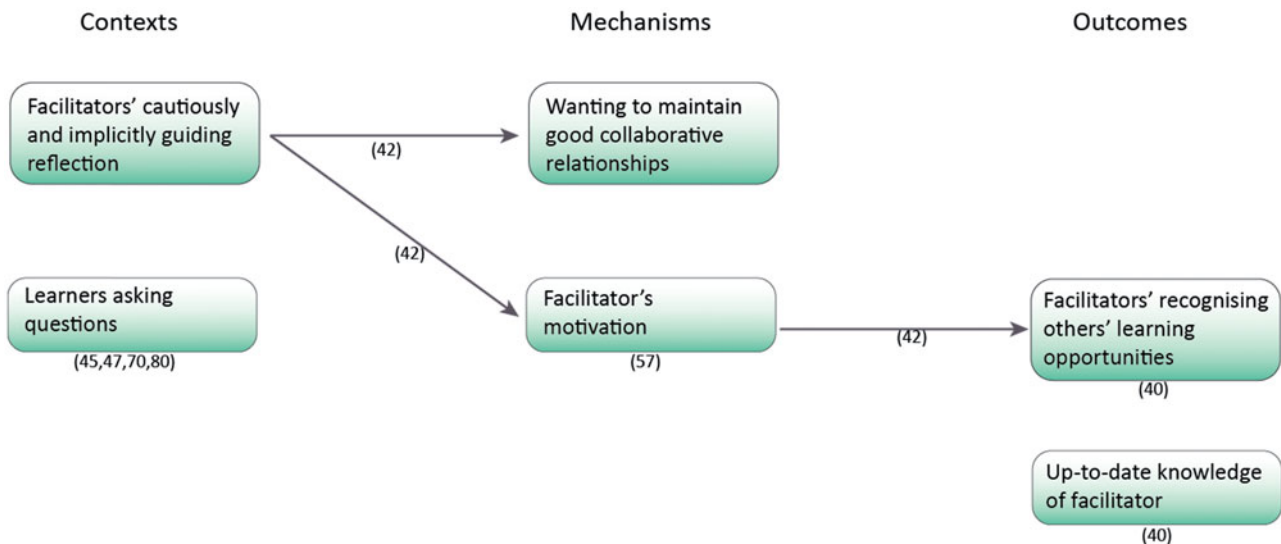 Contexts
Mechanisms
Outcomes
Facilitators’ cautiously
and implicitly guiding
reflection
(42)
Wanting to maintain
good collaborative
relationships
(42)
Learners asking
questions
(45,47,70,80)
Facilitator’s
motivation
(57)
(42)
Facilitators’ recognising
others’ learning
opportunities
(40)
Up-to-date knowledge
of facilitator
(40)